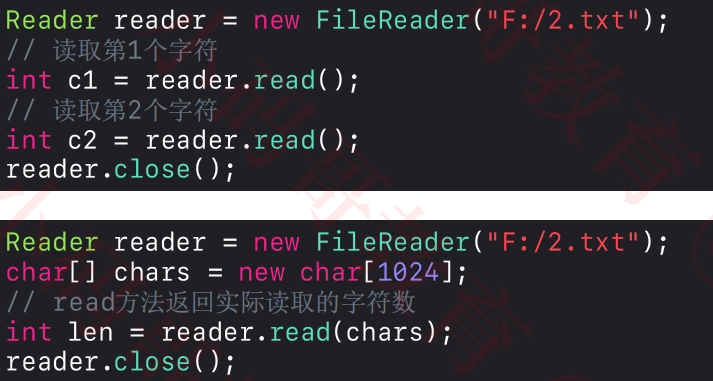 Reader reader = new FileReader("F:/2.txt");
// 读取第1个字符
int c1 = reader.read();
// 读取第2个字符
int c2 = reader.read();
reader.close();
Reader reader = new FileReader("F:/2.txt");
char[] chars = new char[1024];
// read方法返回实际读取的字符数
int len = reader.read(chars);
reader.close();